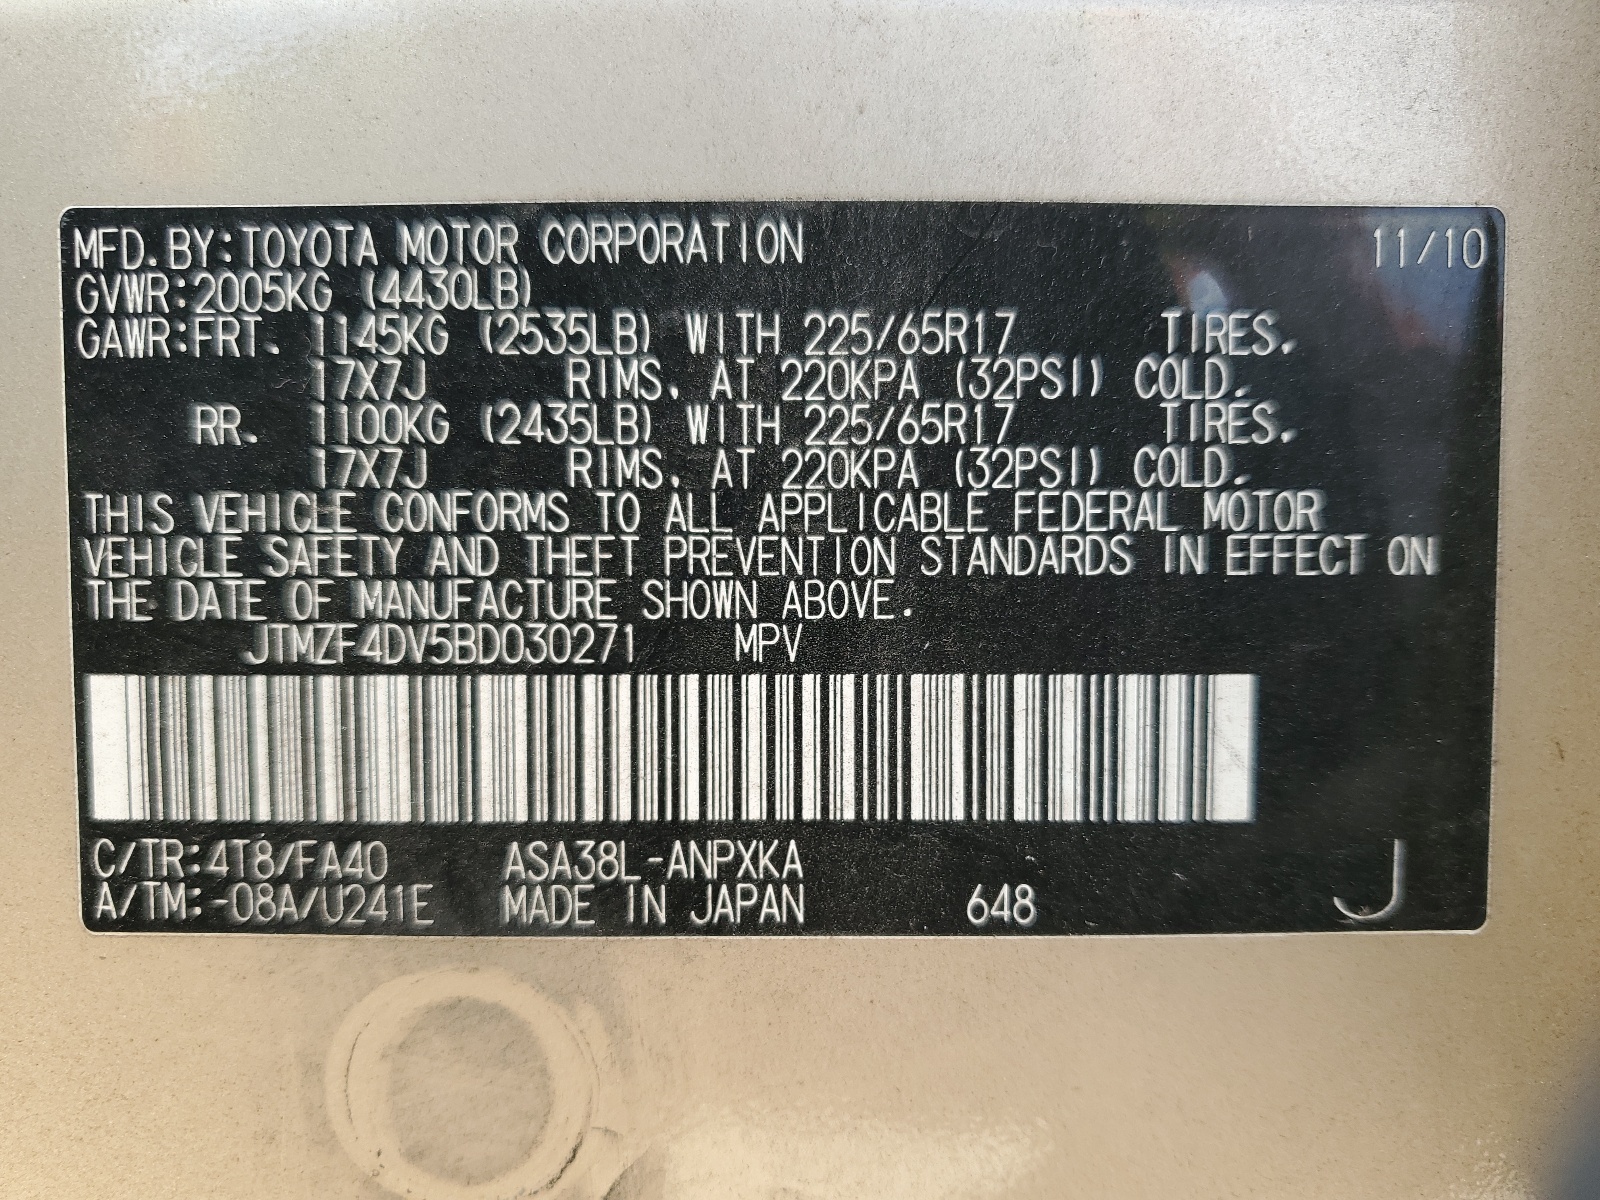 MFD.BY:TOYOTA MOTOR CORPORATION 11/10
GVWR:2005KG (4430LB)
GAWR:FRT. 1145KG (2535LB) WITH 225/65R17 TIRES.
17X7J RIMS, AT 220KPA (32PSI) COLD.
RR. 1100KG (2435LB) WITH 225/65R17 TIRES.
17X7J RIMS, AT 220KPA (32PSI) COLD.
THIS VEHICLE CONFORMS TO ALL APPLICABLE FEDERAL MOTOR
VEHICLE SAFETY AND THEFT PREVENTION STANDARDS IN EFFECT ON
THE DATE OF MANUFACTURE SHOWN ABOVE.
JTMZF4DV5BD030271 MPV
C/TR:4T8/FA40 ASA38L-ANPXKA
A/TM:-08A/U241E MADE IN JAPAN 648 J